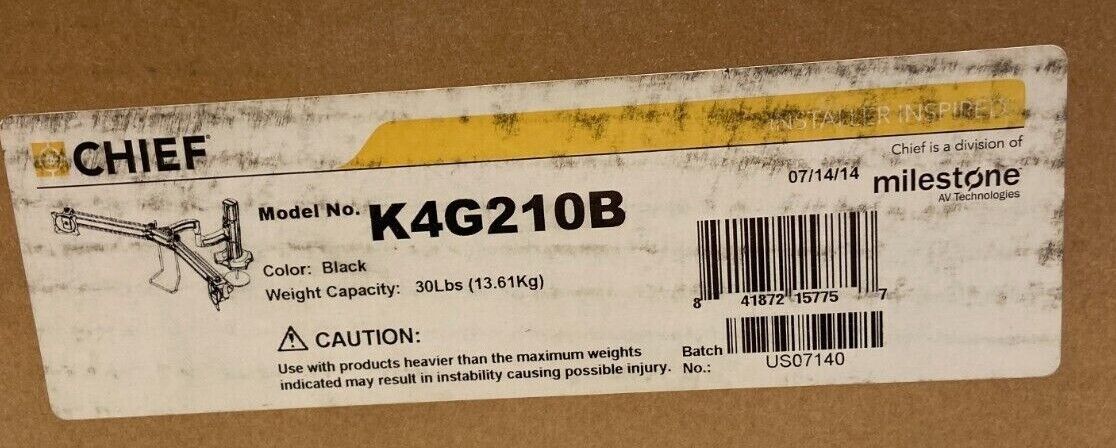 CHIEF
INSTALLER INSPIRED
Chief is a division of
07/14/14
milestone
AV Technologies
Model No. K4G210B
Color: Black
Weight Capacity: 30Lbs (13.61Kg)
8 41872 15775 7
CAUTION:
Use with products heavier than the maximum weights
indicated may result in instability causing possible injury.
Batch
No.:
US07140